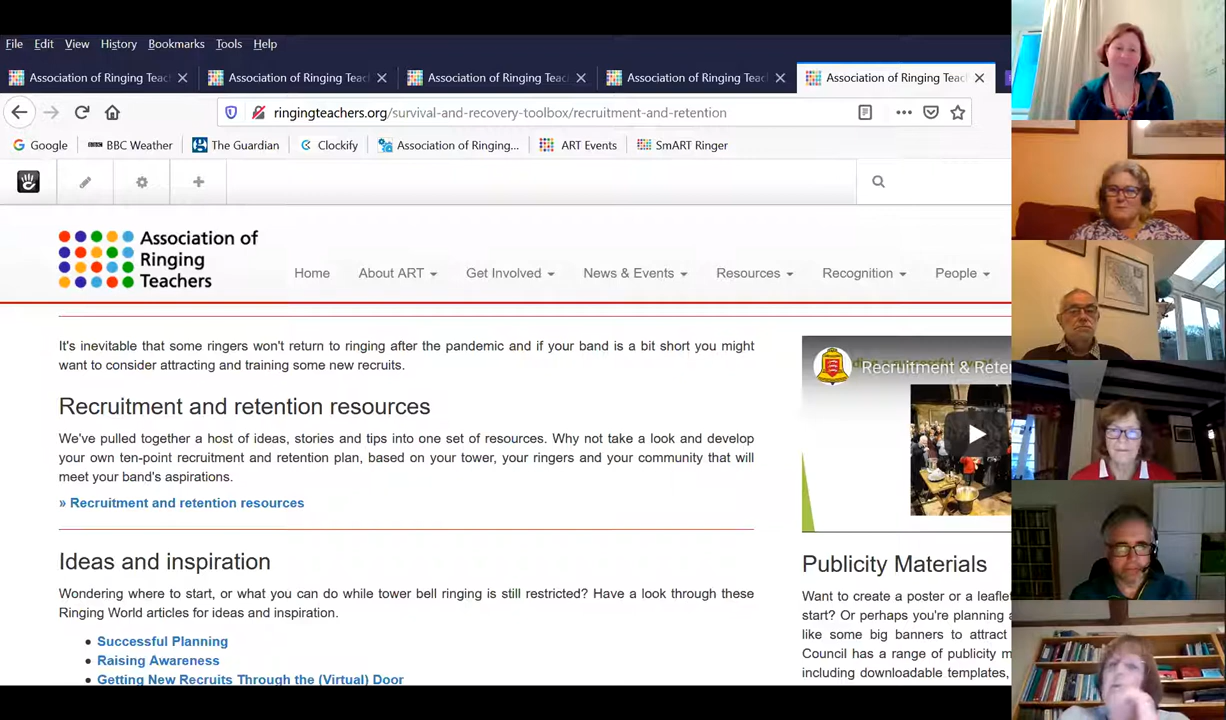 File Edit View History Bookmarks Tools Help
Association of Ringing Teac Association of Ringing Teac Association of Ringing Teac Association of Ringing Teac Association of Ringing Teac
ringingteachers.org/survival-and-recovery-toolbox/recruitment-and-retention
Google BBC Weather The Guardian Clockify Association of Ringing... ART Events SmART Ringer
Association of
Ringing
Teachers
Home About ART Get Involved News & Events Resources Recognition People
It's inevitable that some ringers won't return to ringing after the pandemic and if your band is a bit short you might
want to consider attracting and training some new recruits.
Recruitment and retention resources
We've pulled together a host of ideas, stories and tips into one set of resources. Why not take a look and develop
your own ten-point recruitment and retention plan, based on your tower, your ringers and your community that will
meet your band's aspirations.
» Recruitment and retention resources
Ideas and inspiration
Wondering where to start, or what you can do while tower bell ringing is still restricted? Have a look through these
Ringing World articles for ideas and inspiration.
Successful Planning
Raising Awareness
Getting New Recruits Through the (Virtual) Door
Recruitment & Reter
Publicity Materials
Want to create a poster or a leaflet
start? Or perhaps you're planning a
like some big banners to attract
Council has a range of publicity m
including downloadable templates,